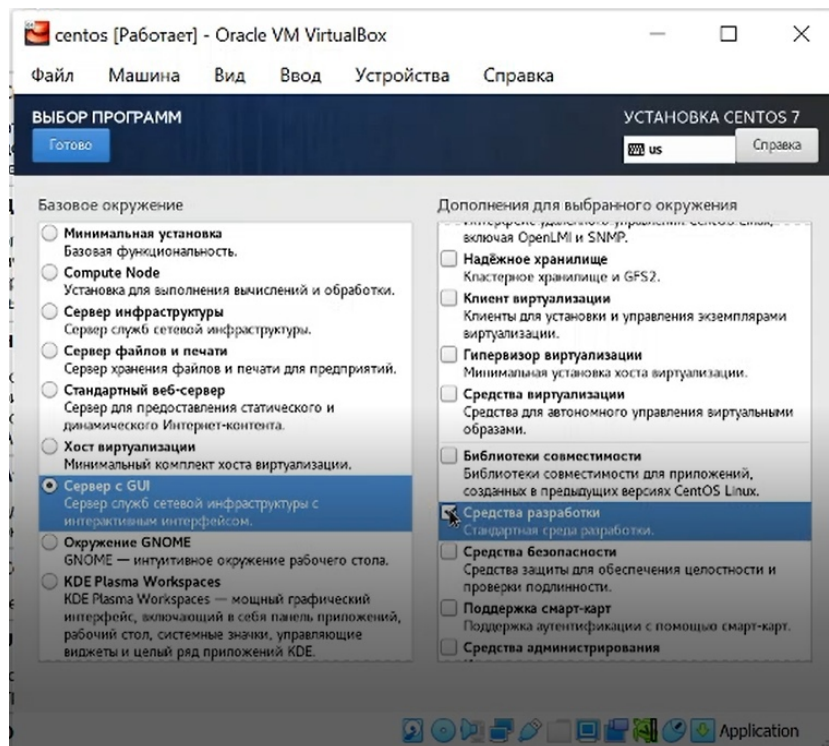 centos [Работает] - Oracle VM VirtualBox
Файл Машина Вид Ввод Устройства Справка
ВЫБОР ПРОГРАММ
УСТАНОВКА CENTOS 7
Готово
us
Справка
Базовое окружение
Минимальная установка
Базовая функциональность.
Compute Node
Установка для выполнения вычислений и обработки.
Сервер инфраструктуры
Сервер служб сетевой инфраструктуры.
Сервер файлов и печати
Сервер хранения файлов и печати для предприятий.
Стандартный веб-сервер
Сервер для предоставления статического и
динамического Интернет-контента.
Хост виртуализации
Минимальный комплект хоста виртуализации.
Сервер с GUI
Сервер служб сетевой инфраструктуры с
интерактивным интерфейсом.
Окружение GNOME
GNOME — интуитивное окружение рабочего стола.
KDE Plasma Workspaces
KDE Plasma Workspaces — мощный графический
интерфейс, включающий в себя панель приложений,
рабочий стол, системные значки, управляющие
виджеты и целый ряд приложений KDE.
Дополнения для выбранного окружения
Интерфейс удаленного управления CentOS Linux,
включая OpenLMI и SNMP.
Надёжное хранилище
Кластерное хранилище и GFS2.
Клиент виртуализации
Клиенты для установки и управления экземплярами
виртуализации.
Гипервизор виртуализации
Минимальная установка хоста виртуализации.
Средства виртуализации
Средства для автономного управления виртуальными
образами.
Библиотеки совместимости
Библиотеки совместимости для приложений,
созданных в предыдущих версиях CentOS Linux.
Средства разработки
Стандартная среда разработки.
Средства безопасности
Средства защиты для обеспечения целостности и
проверки подлинности.
Поддержка смарт-карт
Поддержка аутентификации с помощью смарт-карт.
Средства администрирования
Application